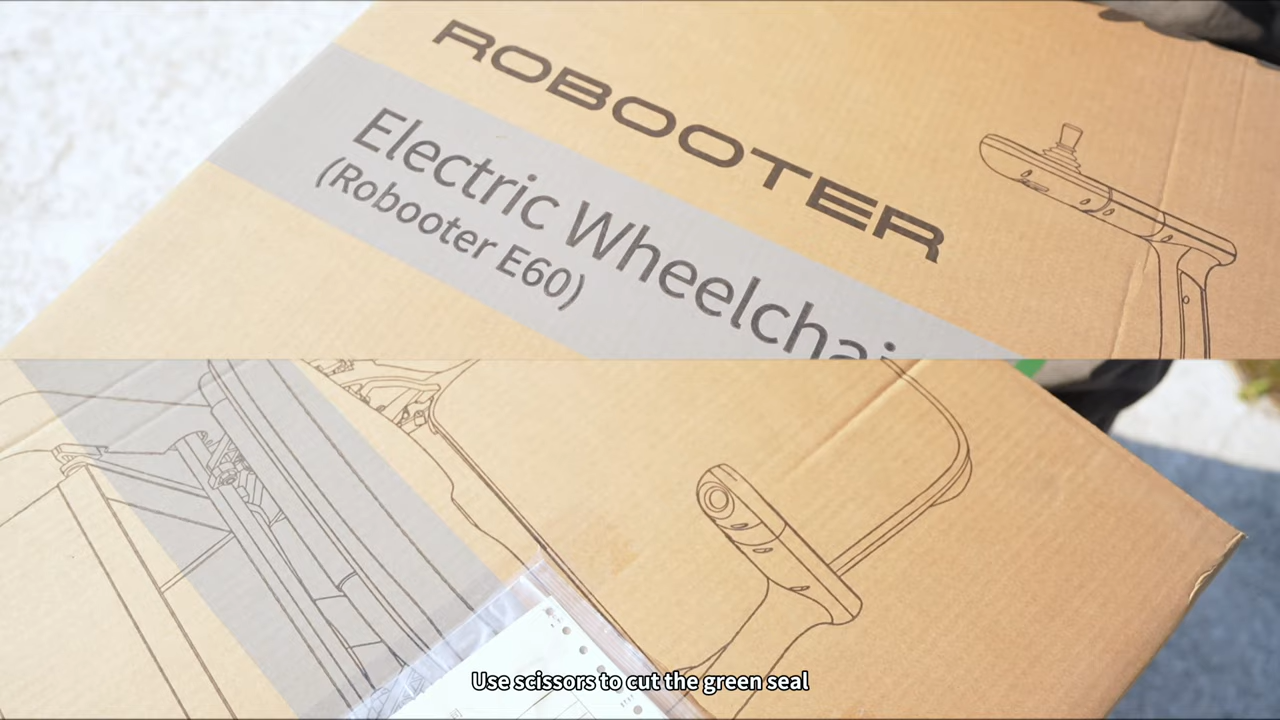 ROBOOTER
Electric Wheelchai
(Robooter E60)
Use scissors to cut the green seal